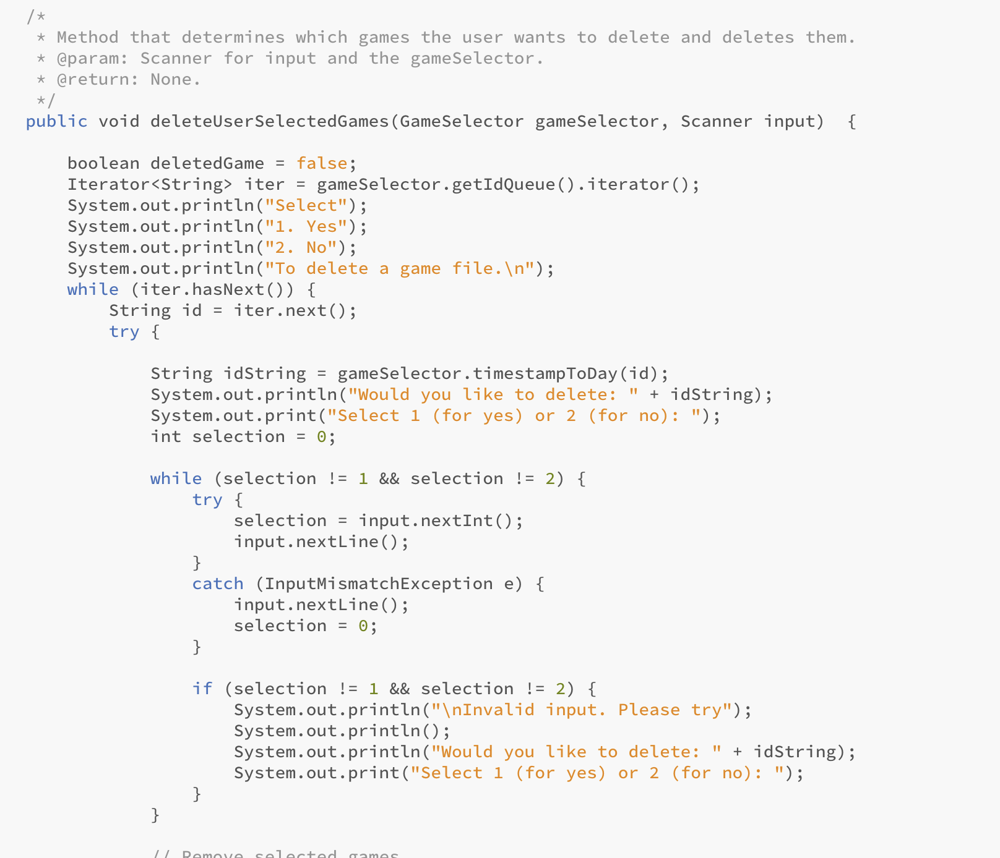 /*
 * Method that determines which games the user wants to delete and deletes them.
 * @param: Scanner for input and the gameSelector.
 * @return: None.
 */
public void deleteUserSelectedGames(GameSelector gameSelector, Scanner input)  {
    boolean deletedGame = false;
    Iterator<String> iter = gameSelector.getIdQueue().iterator();
    System.out.println("Select");
    System.out.println("1. Yes");
    System.out.println("2. No");
    System.out.println("To delete a game file.\n");
    while (iter.hasNext()) {
        String id = iter.next();
        try {
            String idString = gameSelector.timestampToDay(id);
            System.out.println("Would you like to delete: " + idString);
            System.out.print("Select 1 (for yes) or 2 (for no): ");
            int selection = 0;
            while (selection != 1 && selection != 2) {
                try {
                    selection = input.nextInt();
                    input.nextLine();
                }
                catch (InputMismatchException e) {
                    input.nextLine();
                    selection = 0;
                }
                if (selection != 1 && selection != 2) {
                    System.out.println("\nInvalid input. Please try");
                    System.out.println();
                    System.out.println("Would you like to delete: " + idString);
                    System.out.print("Select 1 (for yes) or 2 (for no): ");
                }
            }
            // Remove selected games